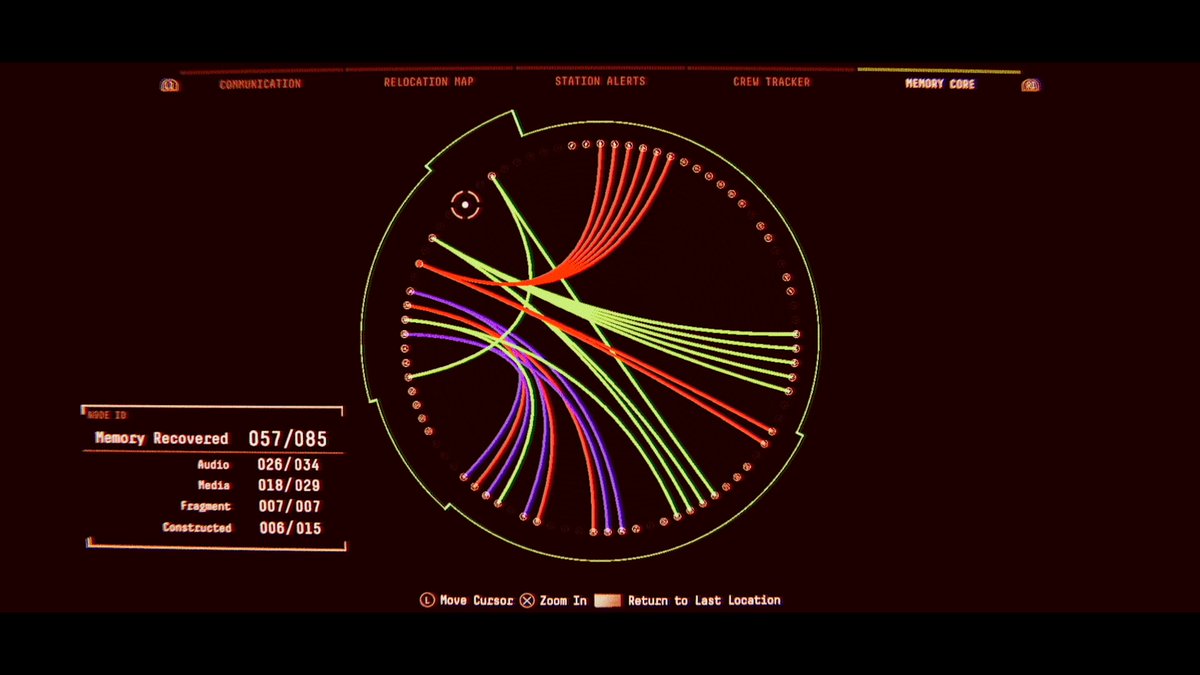 L1 COMMUNICATION RELOCATION MAP STATION ALERTS CREW TRACKER MEMORY CORE R1
NODE ID
Memory Recovered 057/085
Audio 026/034
Media 018/029
Fragment 007/007
Constructed 006/015
L Move Cursor Zoom In Return to Last Location